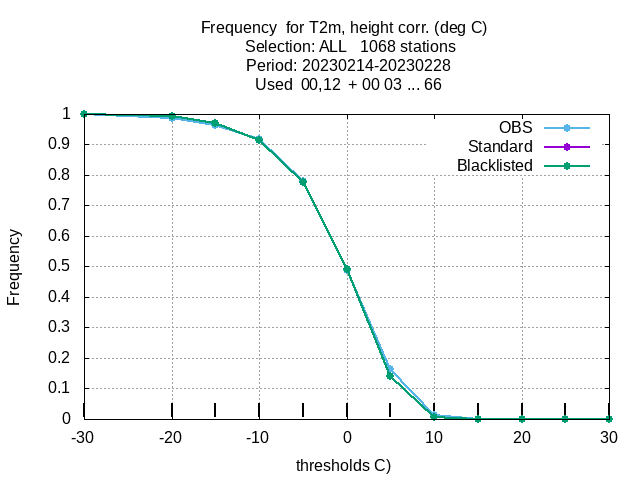 Frequency  for T2m, height corr. (deg C)
Selection: ALL   1068 stations
Period: 20230214-20230228
Used  00,12  + 00 03 ... 66
OBS
Standard
Blacklisted
Frequency
1
0.9
0.8
0.7
0.6
0.5
0.4
0.3
0.2
0.1
0
-30 -20 -10 0 10 20 30
thresholds C)